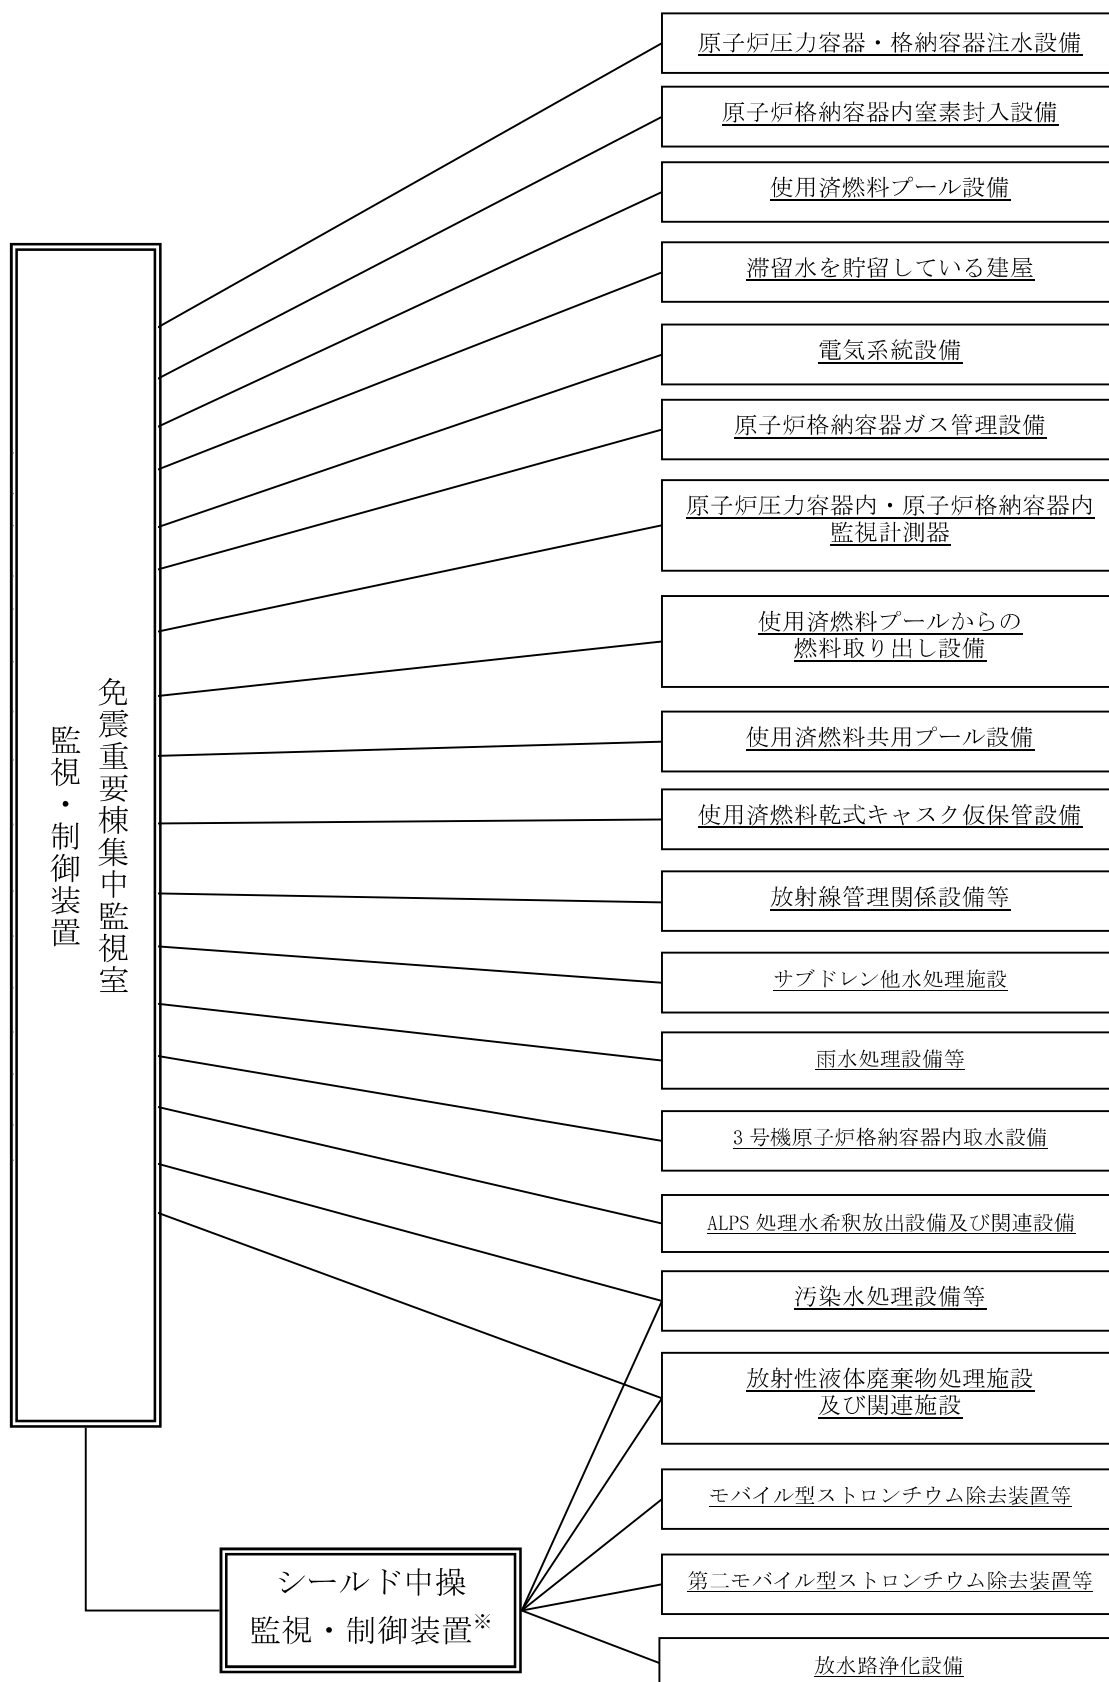 原子炉圧力容器・格納容器注水設備
原子炉格納容器内窒素封入設備
使用済燃料プール設備
滞留水を貯留している建屋
電気系統設備
原子炉格納容器ガス管理設備
原子炉圧力容器内・原子炉格納容器内
監視計測器
使用済燃料プールからの
燃料取り出し設備
使用済燃料共用プール設備
使用済燃料乾式キャスク仮保管設備
放射線管理関係設備等
サブドレン他水処理施設
雨水処理設備等
3 号機原子炉格納容器内取水設備
ALPS 処理水希釈放出設備及び関連設備
汚染水処理設備等
放射性液体廃棄物処理施設
及び関連施設
モバイル型ストロンチウム除去装置等
第二モバイル型ストロンチウム除去装置等
放水路浄化設備
免震重要棟集中監視室
監視・制御装置
シールド中操
監視・制御装置※